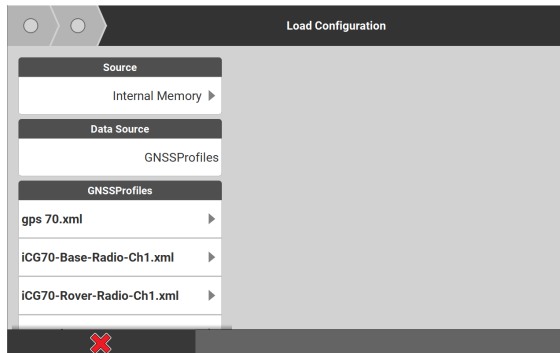 Load Configuration
Source
Internal Memory
Data Source
GNSSProfiles
GNSSProfiles
gps 70.xml
iCG70-Base-Radio-Ch1.xml
iCG70-Rover-Radio-Ch1.xml